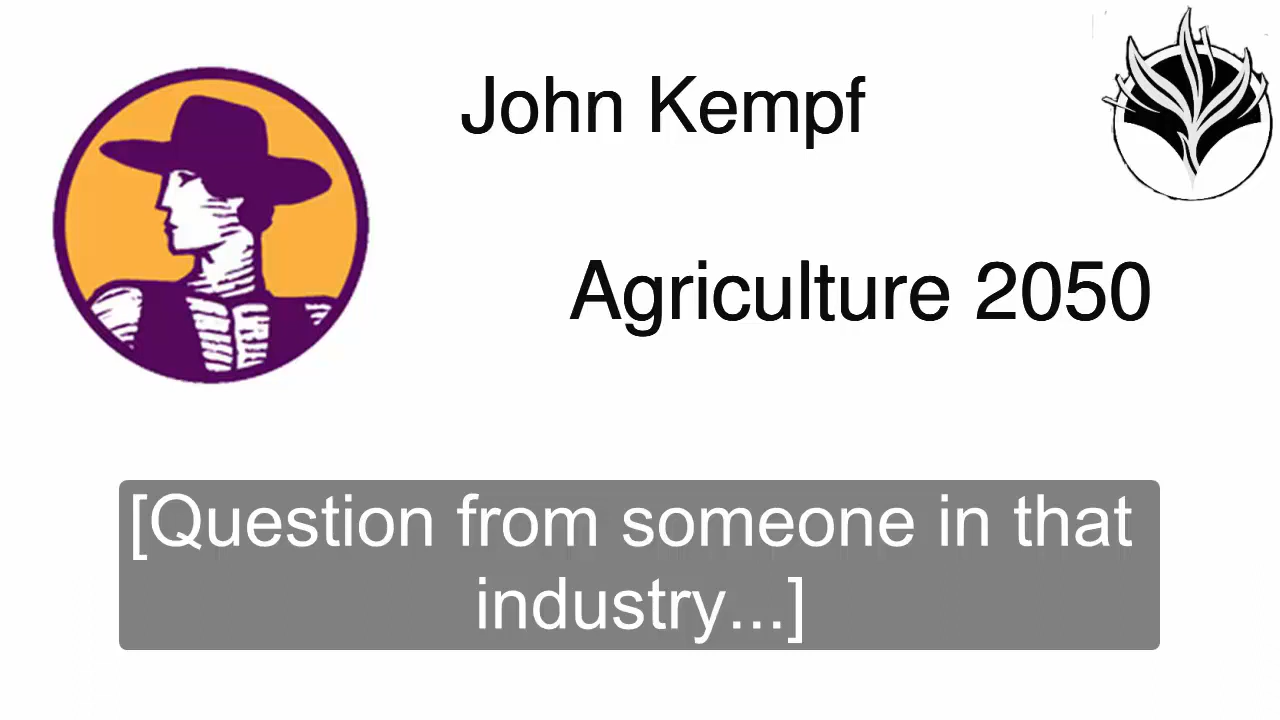 John Kempf
Agriculture 2050
[Question from someone in that
industry...]